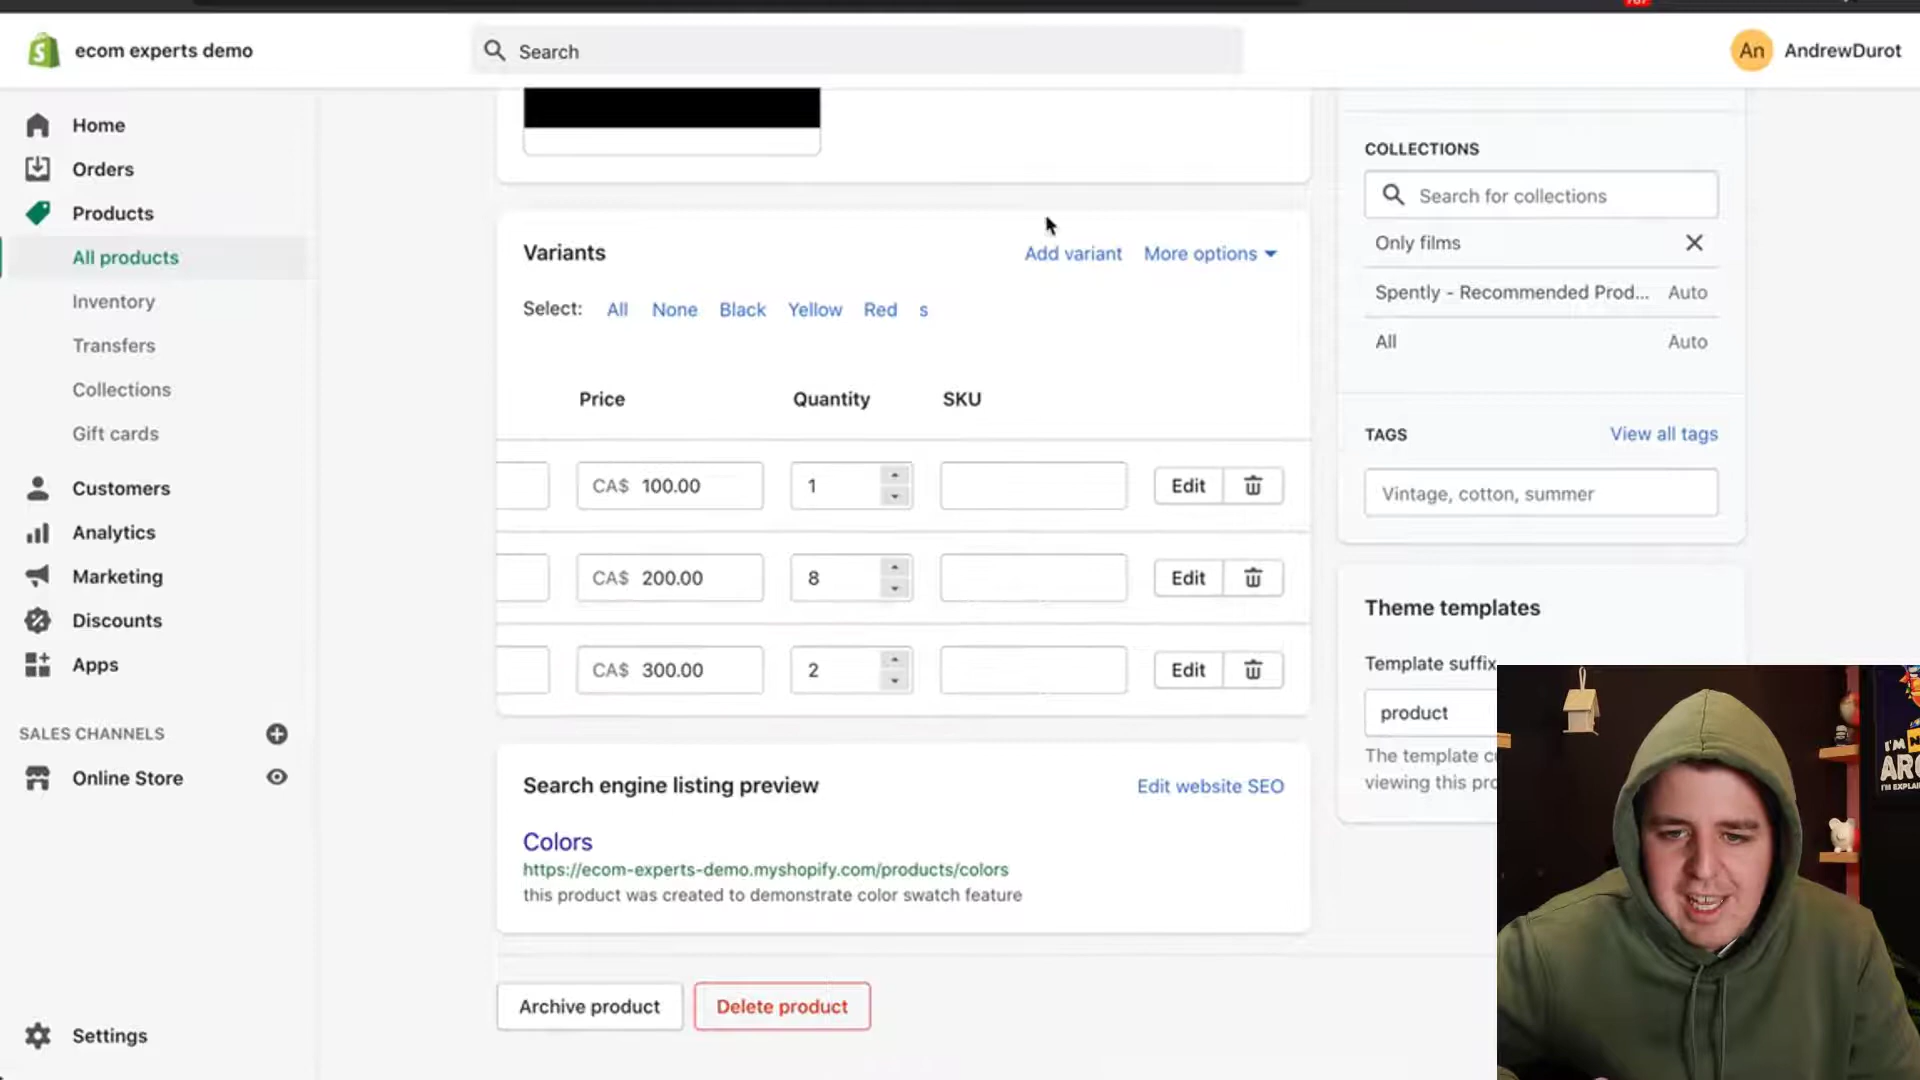 ecom experts demo
Search
An
AndrewDurot
Home
Orders
Products
All products
Inventory
Transfers
Collections
Gift cards
Customers
Analytics
Marketing
Discounts
Apps
SALES CHANNELS
Online Store
Settings
Variants
Add variant
More options
Select: All None Black Yellow Red s
Price Quantity SKU
CA$ 100.00 1 Edit
CA$ 200.00 8 Edit
CA$ 300.00 2 Edit
Search engine listing preview
Edit website SEO
Colors
https://ecom-experts-demo.myshopify.com/products/colors
this product was created to demonstrate color swatch feature
Archive product
Delete product
COLLECTIONS
Search for collections
Only films
Spently - Recommended Prod... Auto
All Auto
TAGS
View all tags
Vintage, cotton, summer
Theme templates
Template suffix
product
The template
viewing this
I'M